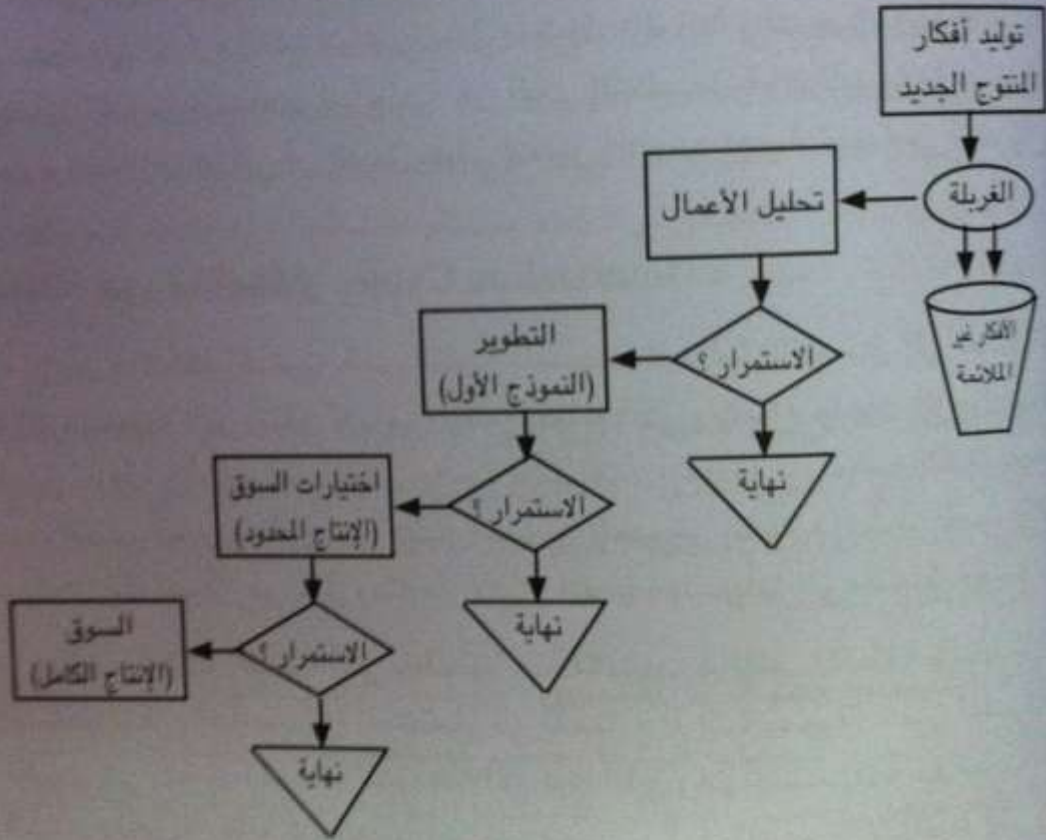 توليد أفكار
المنتوج الجديد
الغربلة
الأفكار غير
الملائمة
تحليل الأعمال
الاستمرار ؟
نهاية
التطوير
(النموذج الأول)
الاستمرار ؟
نهاية
اختبارات السوق
(الإنتاج المحدود)
الاستمرار ؟
نهاية
السوق
(الإنتاج الكامل)